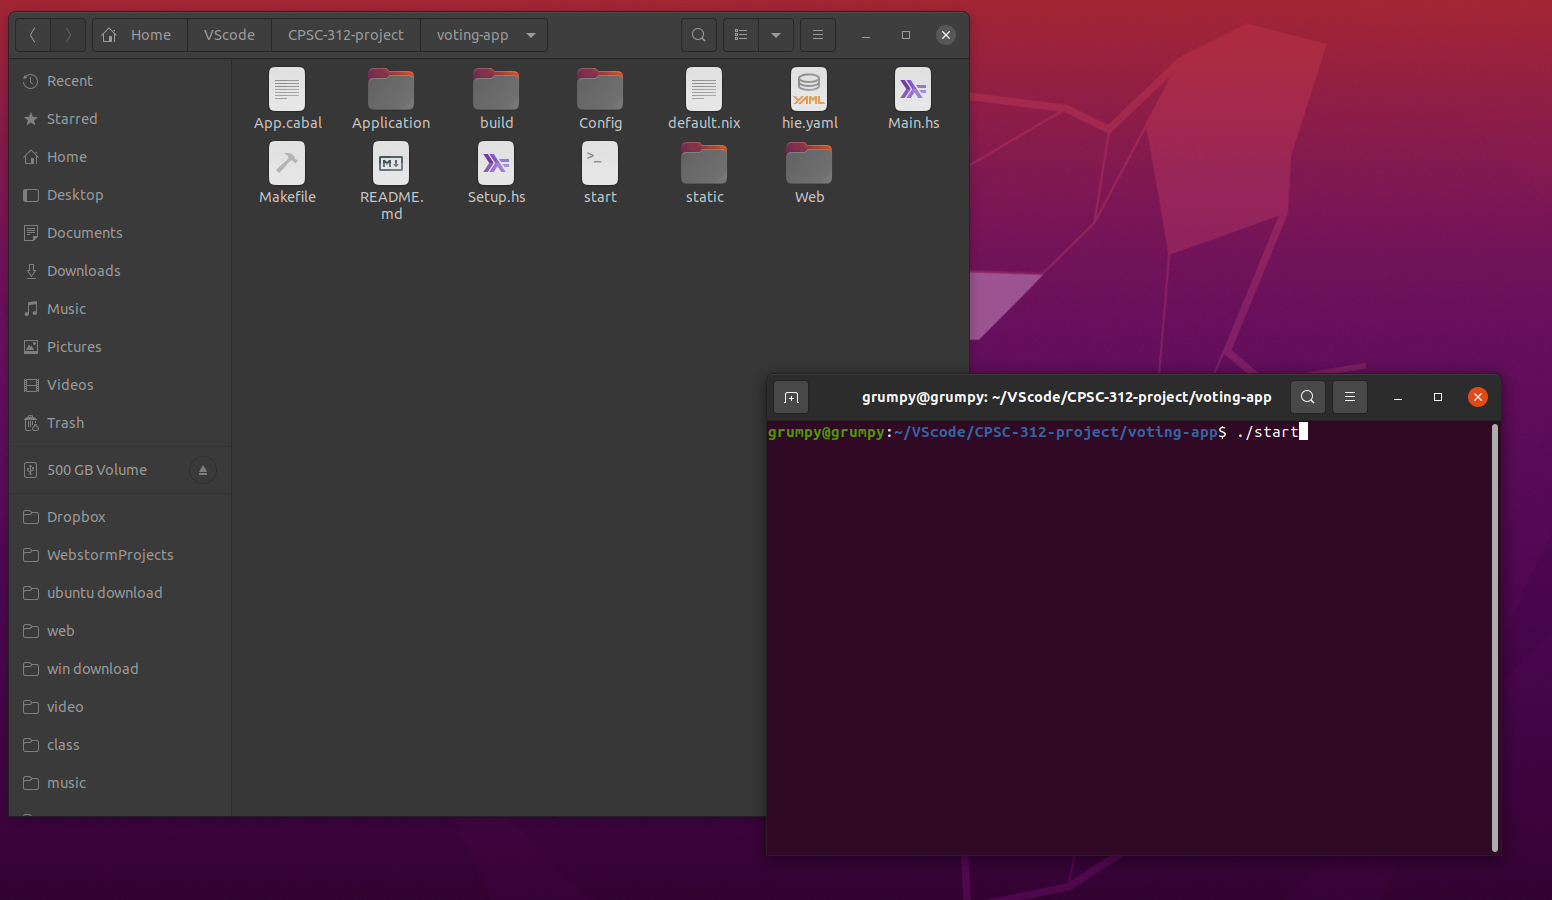 Home VScode CPSC-312-project voting-app
Recent
Starred
Home
Desktop
Documents
Downloads
Music
Pictures
Videos
Trash
500 GB Volume
Dropbox
WebstormProjects
ubuntu download
web
win download
video
class
music
App.cabal Application build Config default.nix hie.yaml Main.hs
YAML
Makefile README. Setup.hs start static Web
md
M
>_
grumpy@grumpy: ~/VScode/CPSC-312-project/voting-app
grumpy@grumpy:~/VScode/CPSC-312-project/voting-app$ ./start